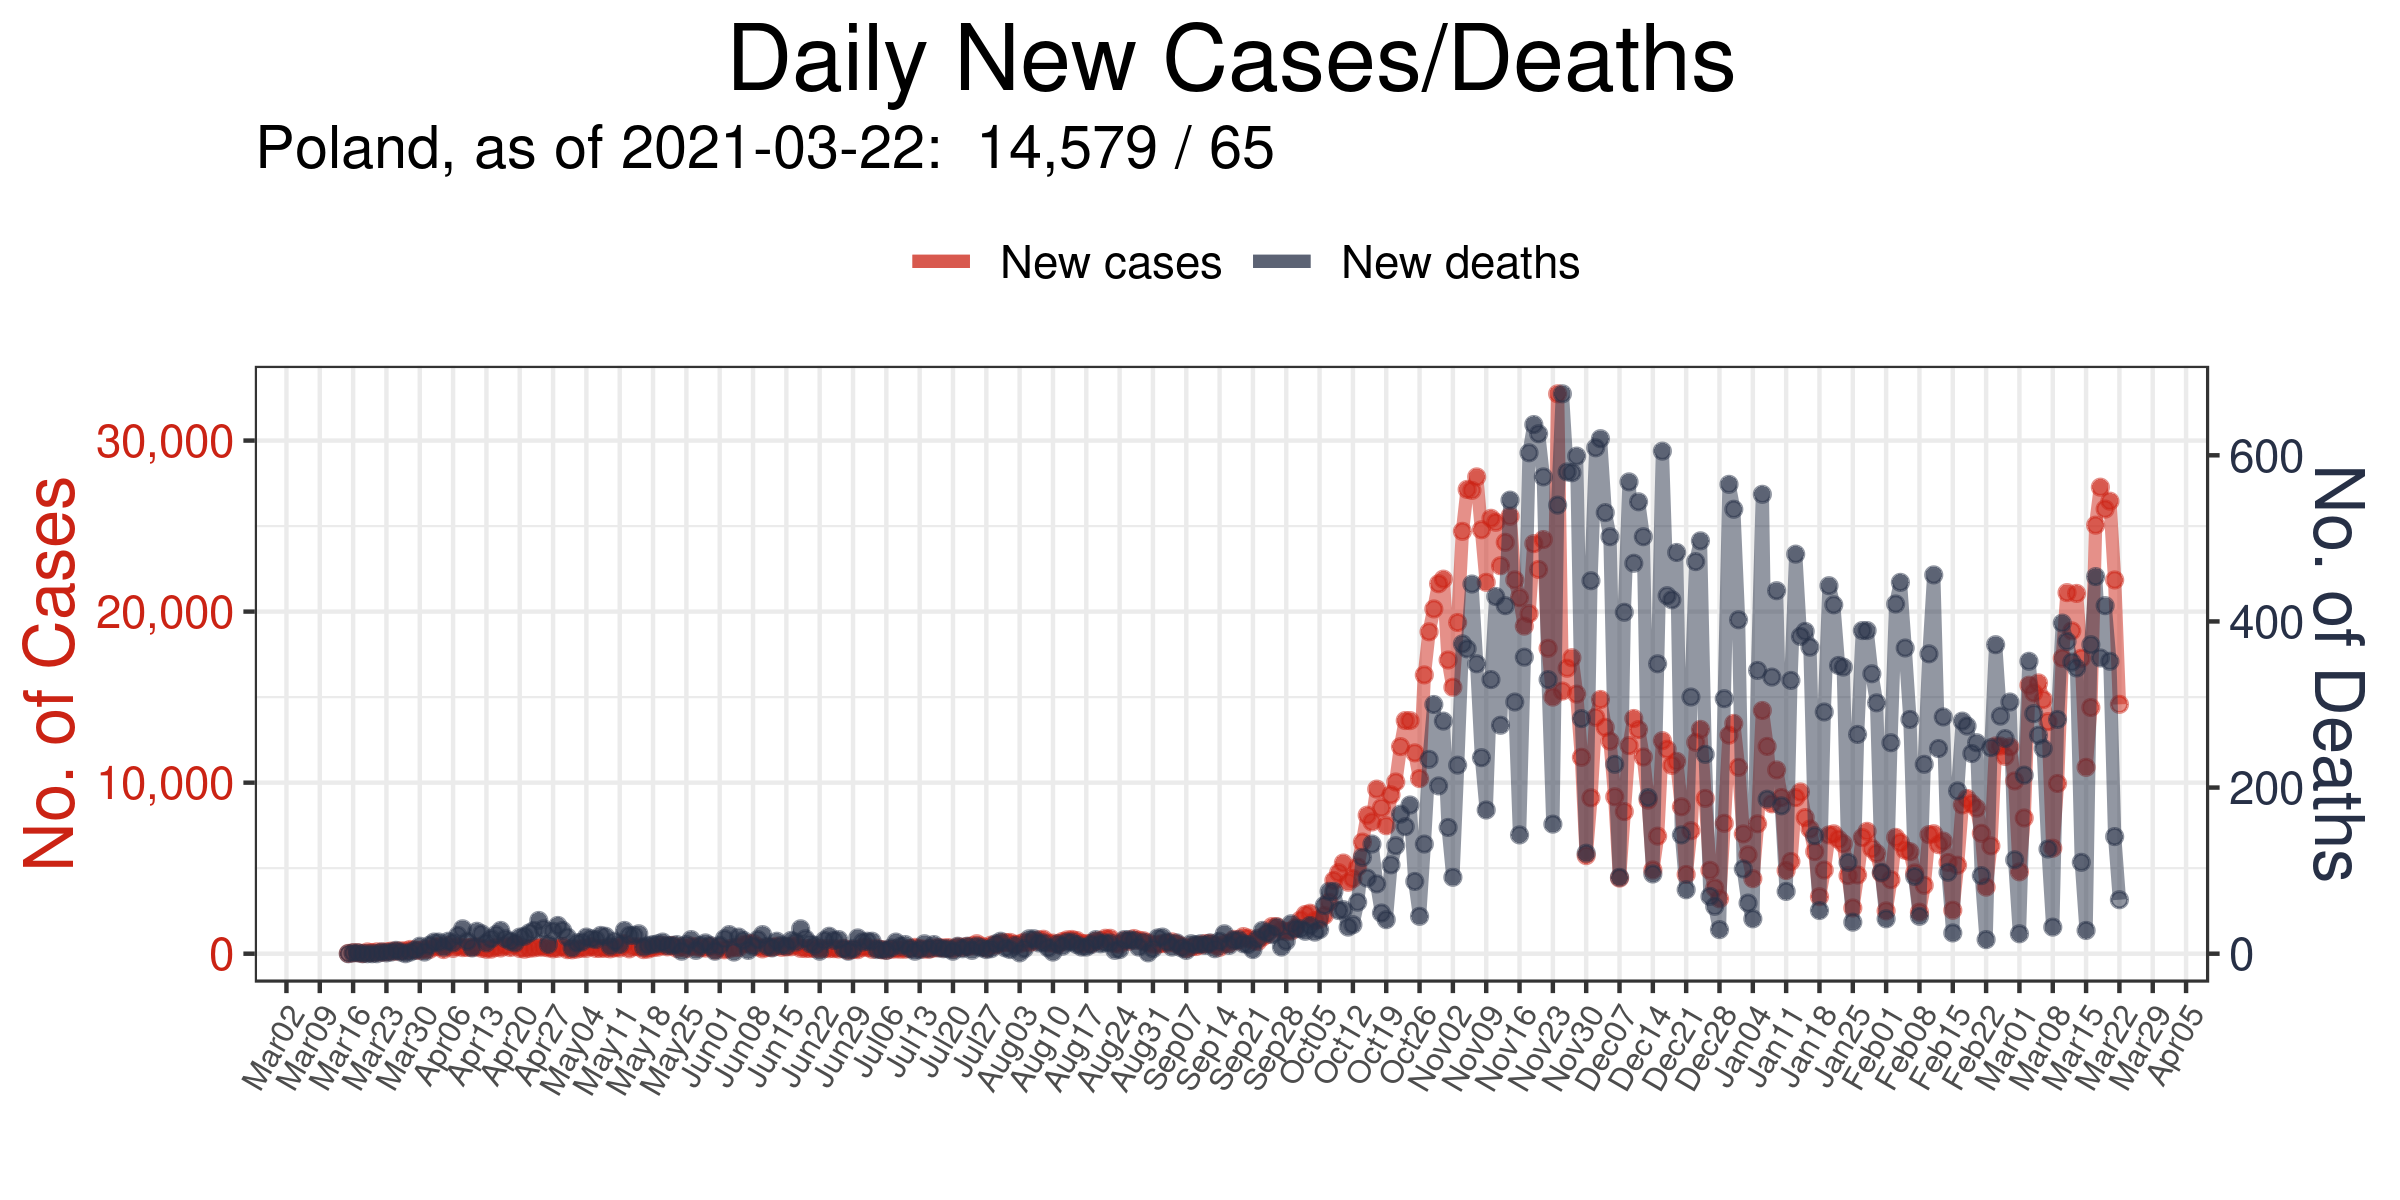 Daily New Cases/Deaths
Poland, as of 2021-03-22:  14,579 / 65
New cases
New deaths
No. of Cases
30,000
20,000
10,000
0
600
400
200
0
No. of Deaths
Mar02
Mar09
Mar16
Mar23
Mar30
Apr06
Apr13
Apr20
Apr27
May04
May11
May18
May25
Jun01
Jun08
Jun15
Jun22
Jun29
Jul06
Jul13
Jul20
Jul27
Aug03
Aug10
Aug17
Aug24
Aug31
Sep07
Sep14
Sep21
Sep28
Oct05
Oct12
Oct19
Oct26
Nov02
Nov09
Nov16
Nov23
Nov30
Dec07
Dec14
Dec21
Dec28
Dec04
Jan11
Jan18
Jan25
Feb01
Feb08
Feb15
Feb22
Mar01
Mar08
Mar15
Mar22
Mar29
Apr05